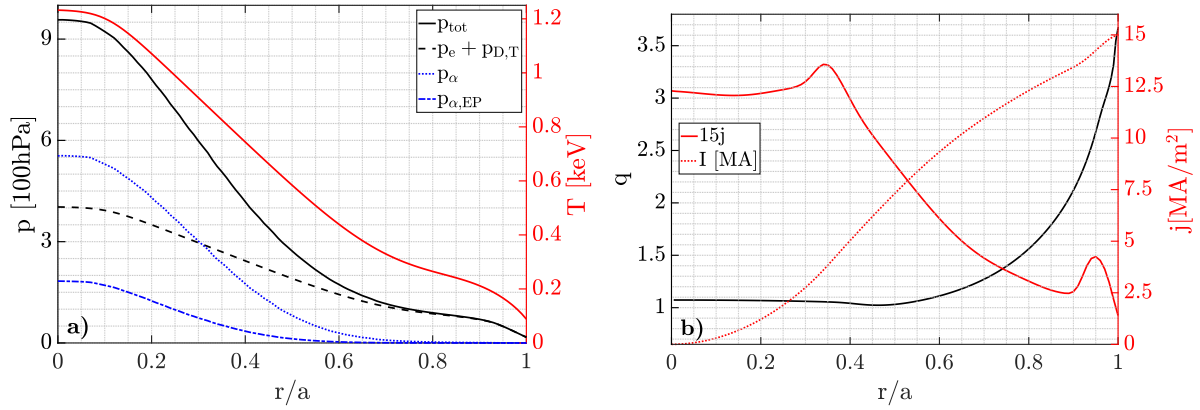 9
6
3
0
p [100hPa]
p_tot
p_e + p_D,T
p_α
p_α,EP
1.2
1
0.8
0.6
0.4
0.2
0
T [keV]
a)
0 0.2 0.4 0.6 0.8 1
r/a
3.5
3
2.5
2
1.5
1
q
15j
I [MA]
15
12.5
10
7.5
5
2.5
0
j[MA/m²]
b)
0 0.2 0.4 0.6 0.8 1
r/a